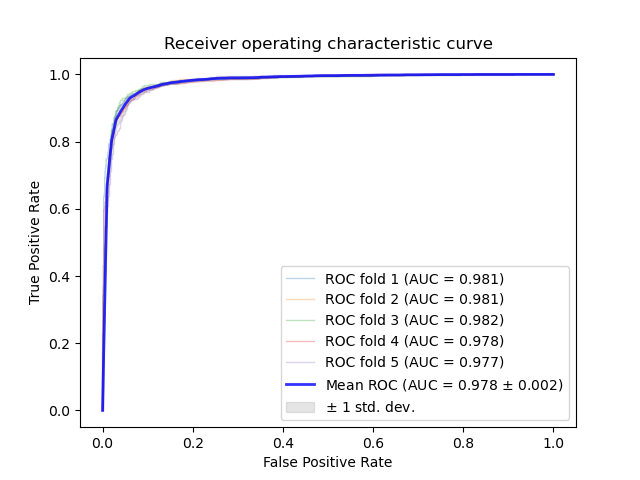 Receiver operating characteristic curve
True Positive Rate
1.0
0.8
0.6
0.4
0.2
0.0
ROC fold 1 (AUC = 0.981)
ROC fold 2 (AUC = 0.981)
ROC fold 3 (AUC = 0.982)
ROC fold 4 (AUC = 0.978)
ROC fold 5 (AUC = 0.977)
Mean ROC (AUC = 0.978 ± 0.002)
± 1 std. dev.
0.0 0.2 0.4 0.6 0.8 1.0
False Positive Rate